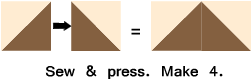 =
Sew & press. Make 4.